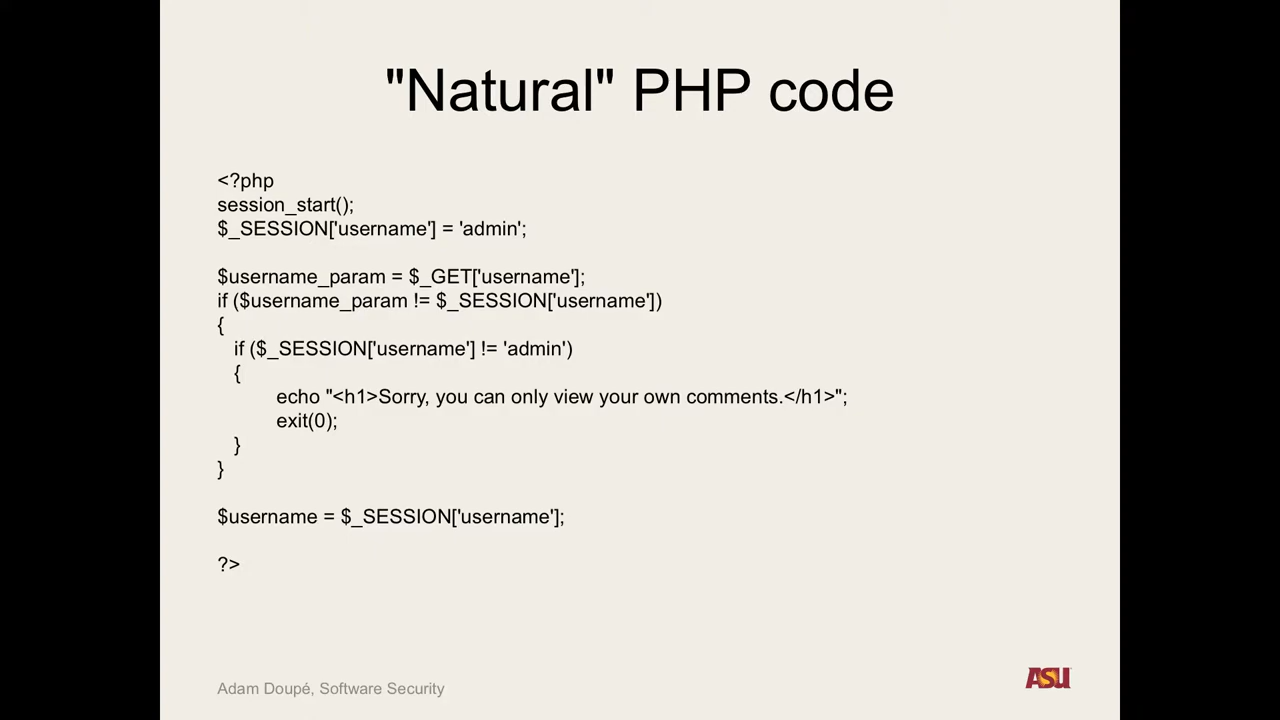 "Natural" PHP code
<?php
session_start();
$_SESSION['username'] = 'admin';
$username_param = $_GET['username'];
if ($username_param != $_SESSION['username'])
{
if ($_SESSION['username'] != 'admin')
{
echo "<h1>Sorry, you can only view your own comments.</h1>";
exit(0);
}
}
$username = $_SESSION['username'];
?>
Adam Doupé, Software Security
ASU